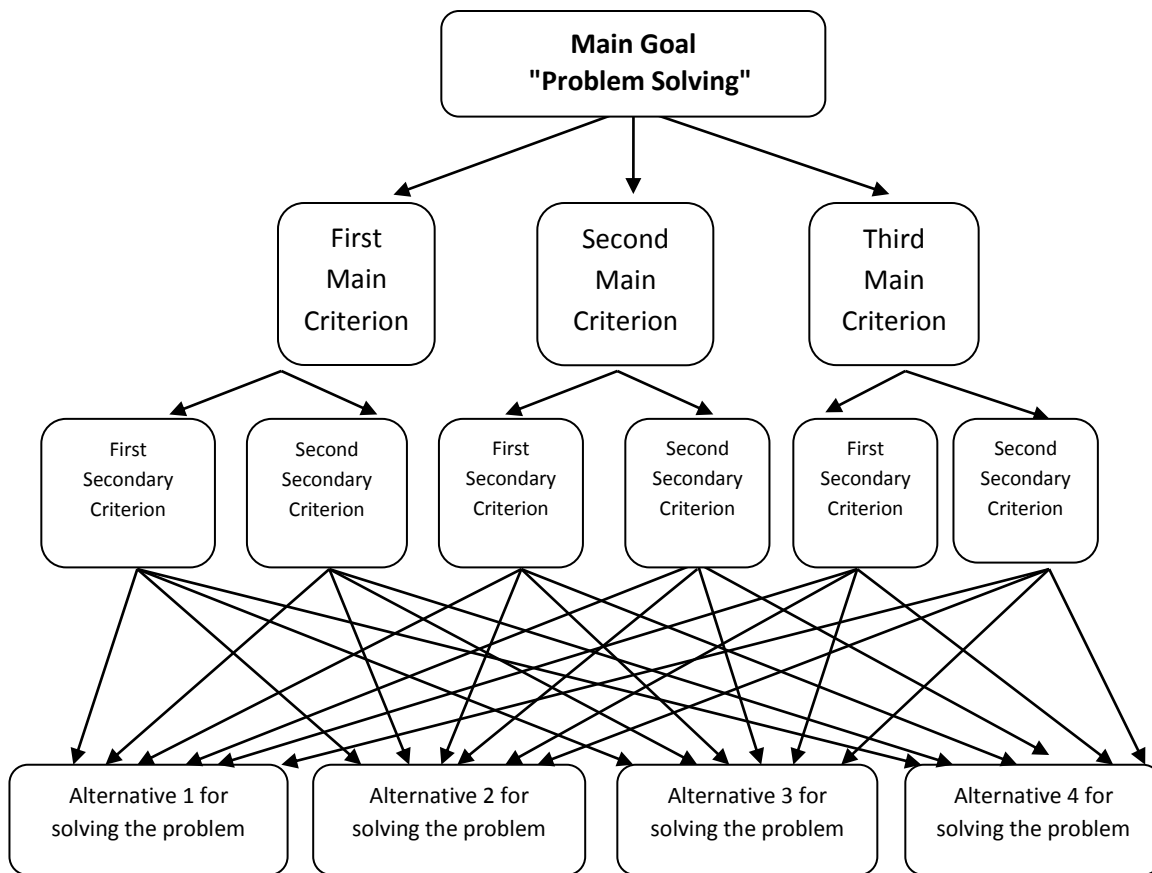 Main Goal
"Problem Solving"
First
Main
Criterion
Second
Main
Criterion
Third
Main
Criterion
First
Secondary
Criterion
Second
Secondary
Criterion
First
Secondary
Criterion
Second
Secondary
Criterion
First
Secondary
Criterion
Second
Secondary
Criterion
Alternative 1 for
solving the problem
Alternative 2 for
solving the problem
Alternative 3 for
solving the problem
Alternative 4 for
solving the problem